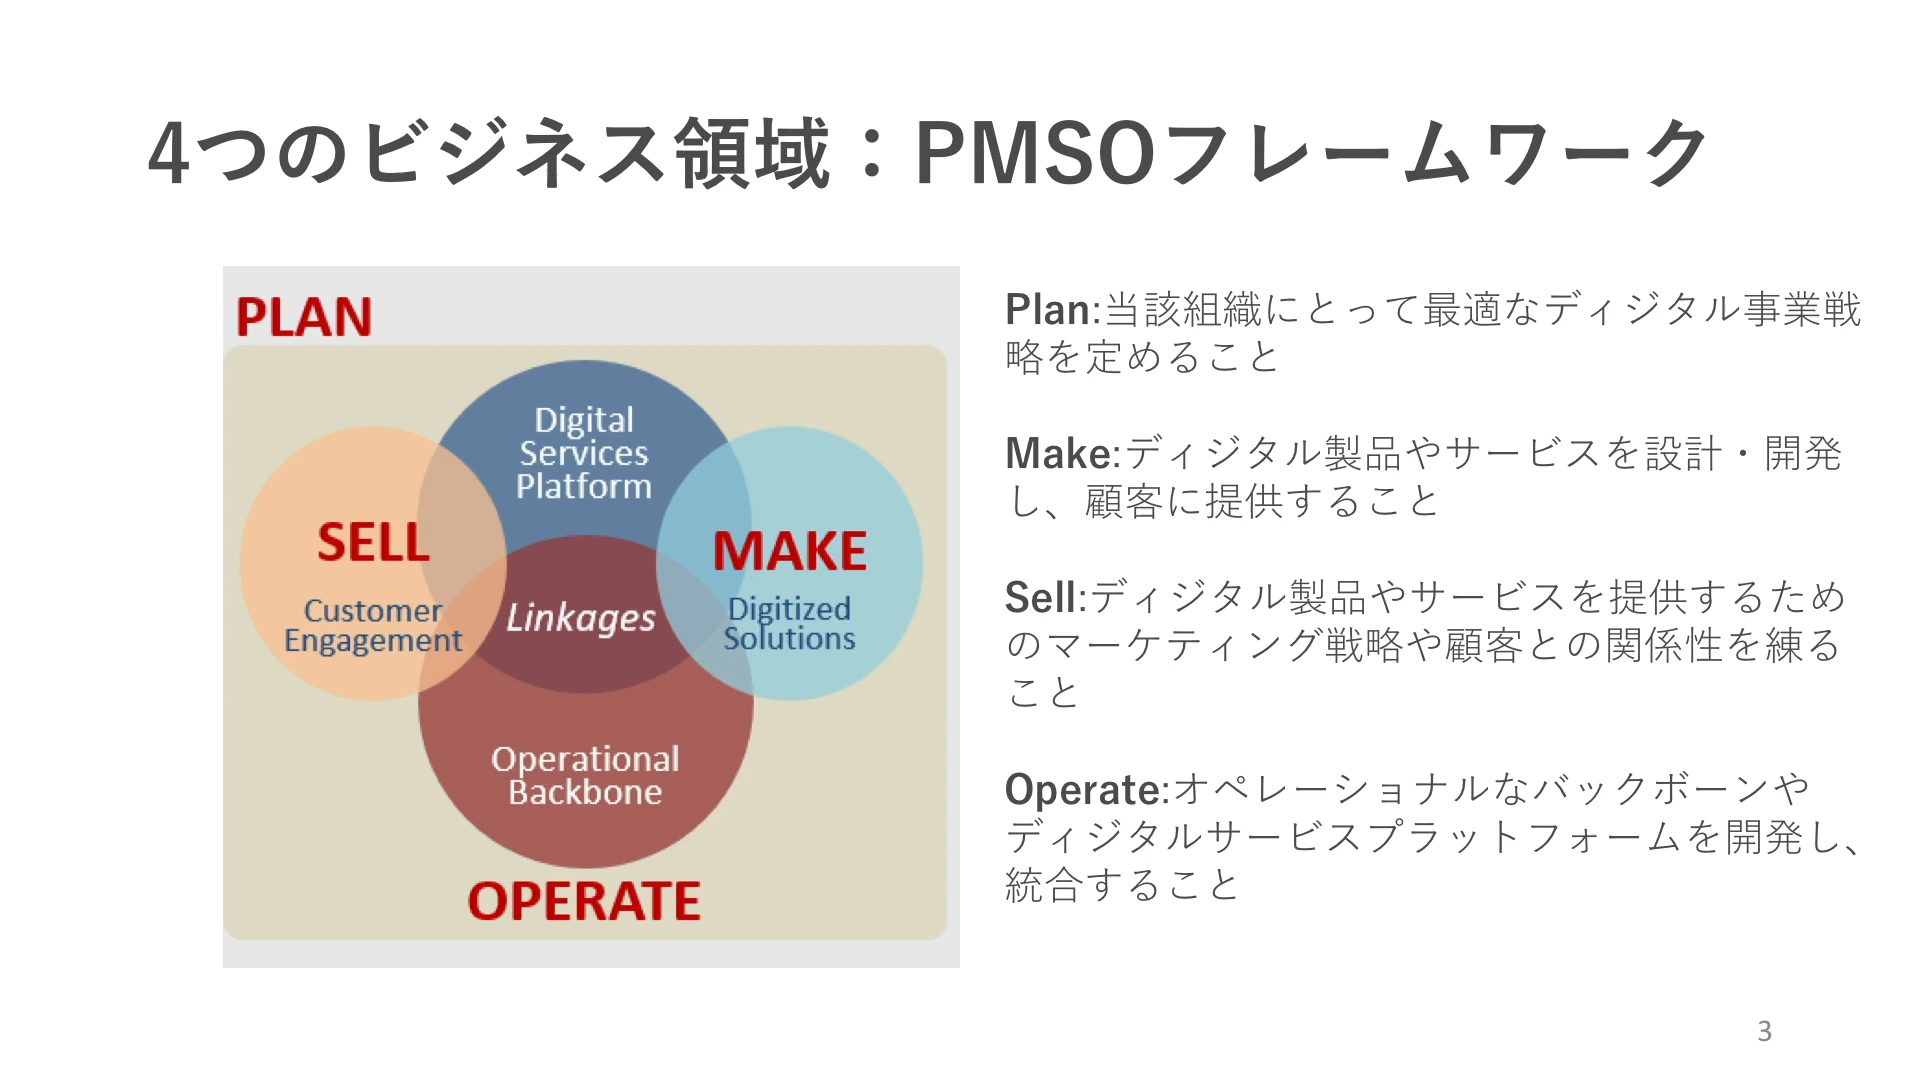 4つのビジネス領域：PMSOフレームワーク
PLAN
Digital
Services
Platform
SELL
Customer
Engagement
Linkages
MAKE
Digitized
Solutions
Operational
Backbone
OPERATE
Plan:当該組織にとって最適なディジタル事業戦
略を定めること
Make:ディジタル製品やサービスを設計・開発
し、顧客に提供すること
Sell:ディジタル製品やサービスを提供するため
のマーケティング戦略や顧客との関係性を練る
こと
Operate:オペレーショナルなバックボーンや
ディジタルサービスプラットフォームを開発し、
統合すること
3